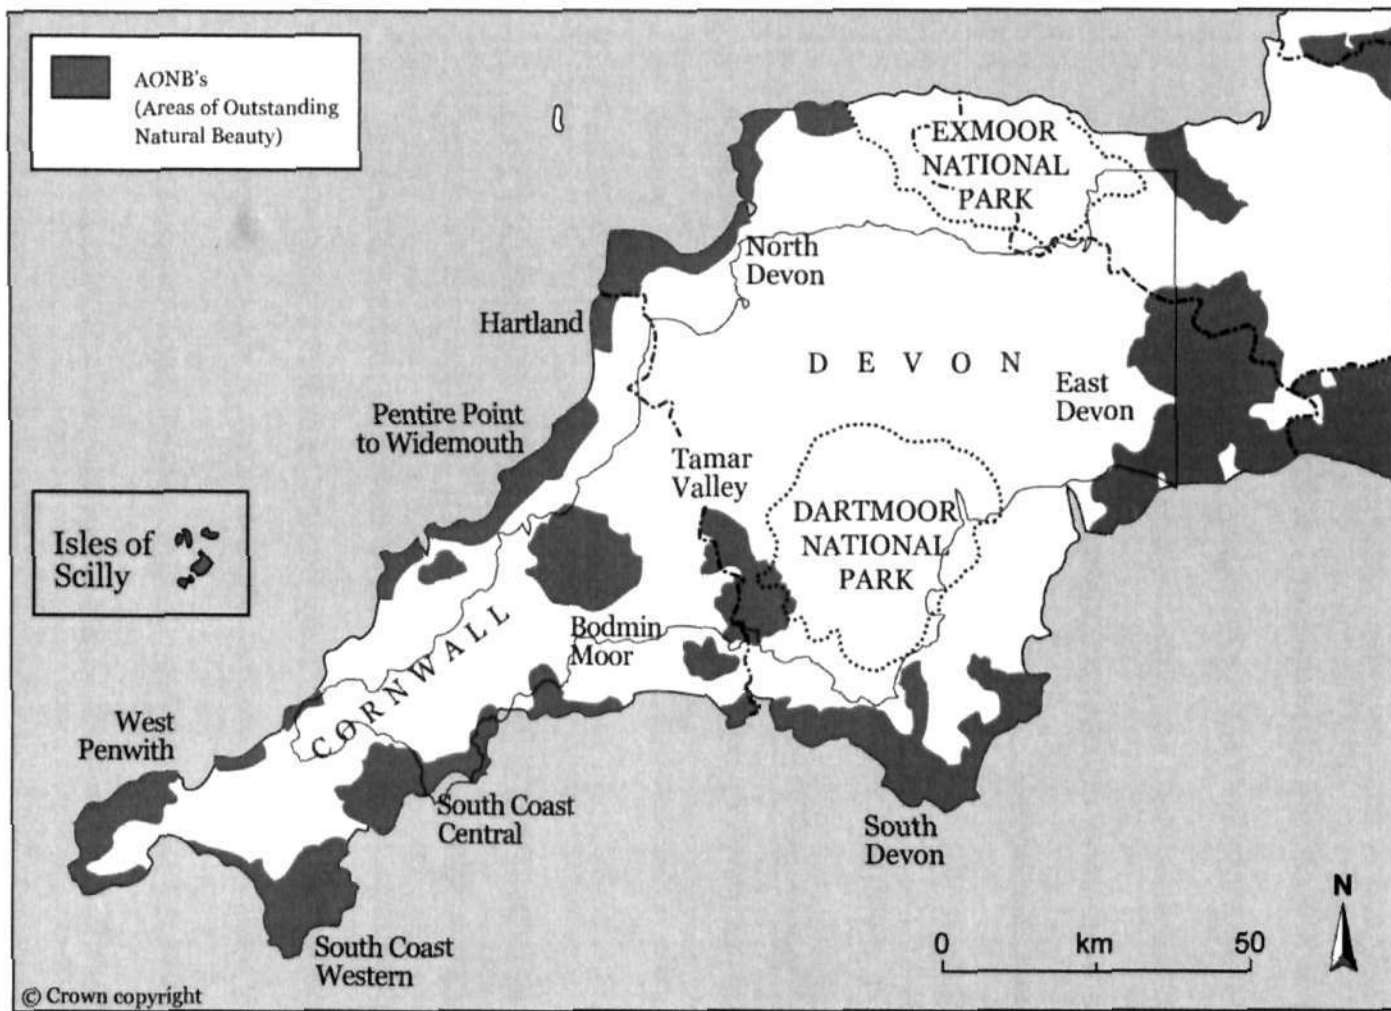 AONB's
(Areas of Outstanding
Natural Beauty)
EXMOOR
NATIONAL
PARK
North
Devon
Hartland
DEVON
East
Devon
Pentire Point
to Widemouth
Tamar
Valley
DARTMOOR
NATIONAL
PARK
Isles of
Scilly
Bodmin
Moor
CORNWALL
West
Penwith
South Coast
Central
South
Devon
South Coast
Western
N
0 km 50
© Crown copyright